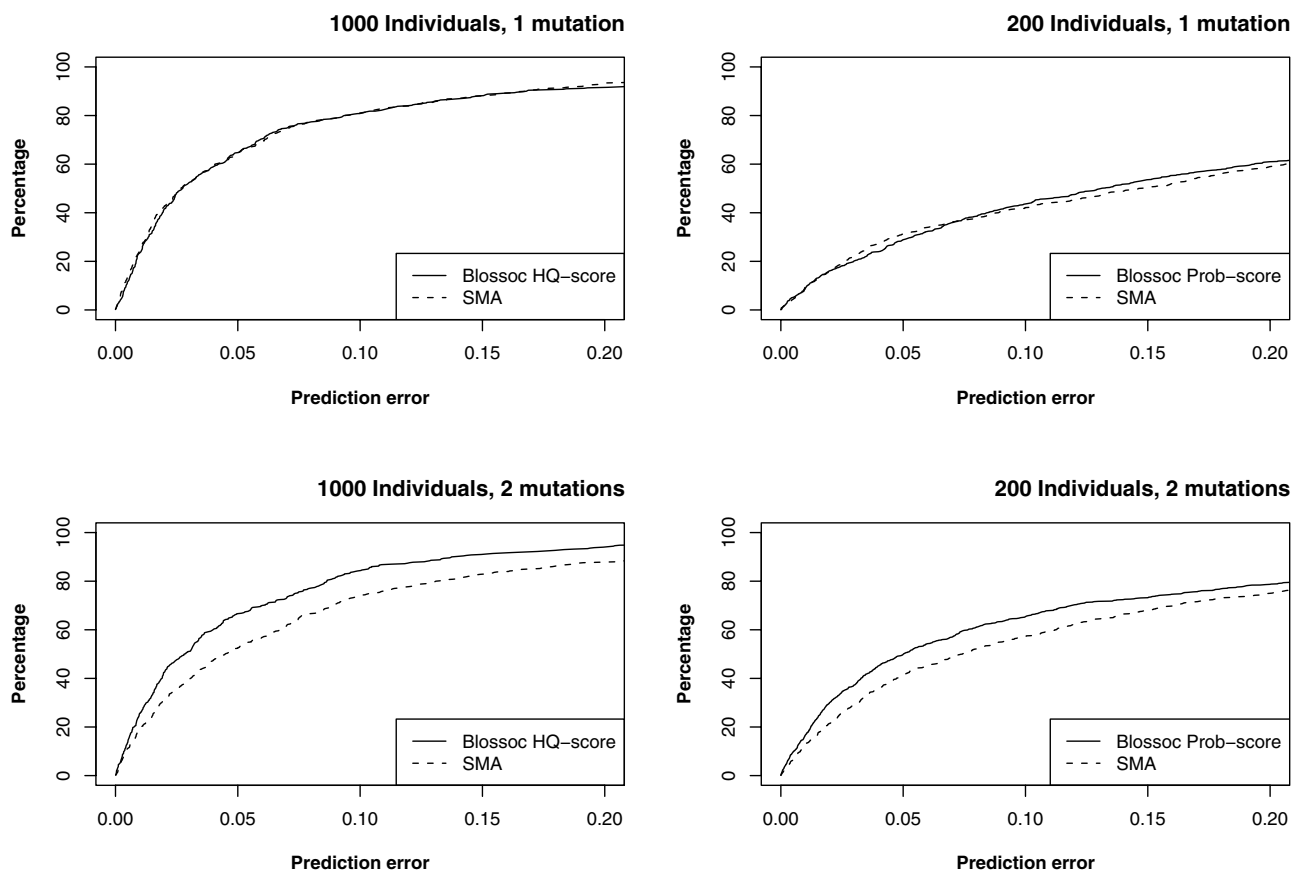 1000 Individuals, 1 mutation
Percentage
100
80
60
40
20
0
Blossoc HQ−score
SMA
0.00 0.05 0.10 0.15 0.20
Prediction error
200 Individuals, 1 mutation
Percentage
100
80
60
40
20
0
Blossoc Prob−score
SMA
0.00 0.05 0.10 0.15 0.20
Prediction error
1000 Individuals, 2 mutations
Percentage
100
80
60
40
20
0
Blossoc HQ−score
SMA
0.00 0.05 0.10 0.15 0.20
Prediction error
200 Individuals, 2 mutations
Percentage
100
80
60
40
20
0
Blossoc Prob−score
SMA
0.00 0.05 0.10 0.15 0.20
Prediction error